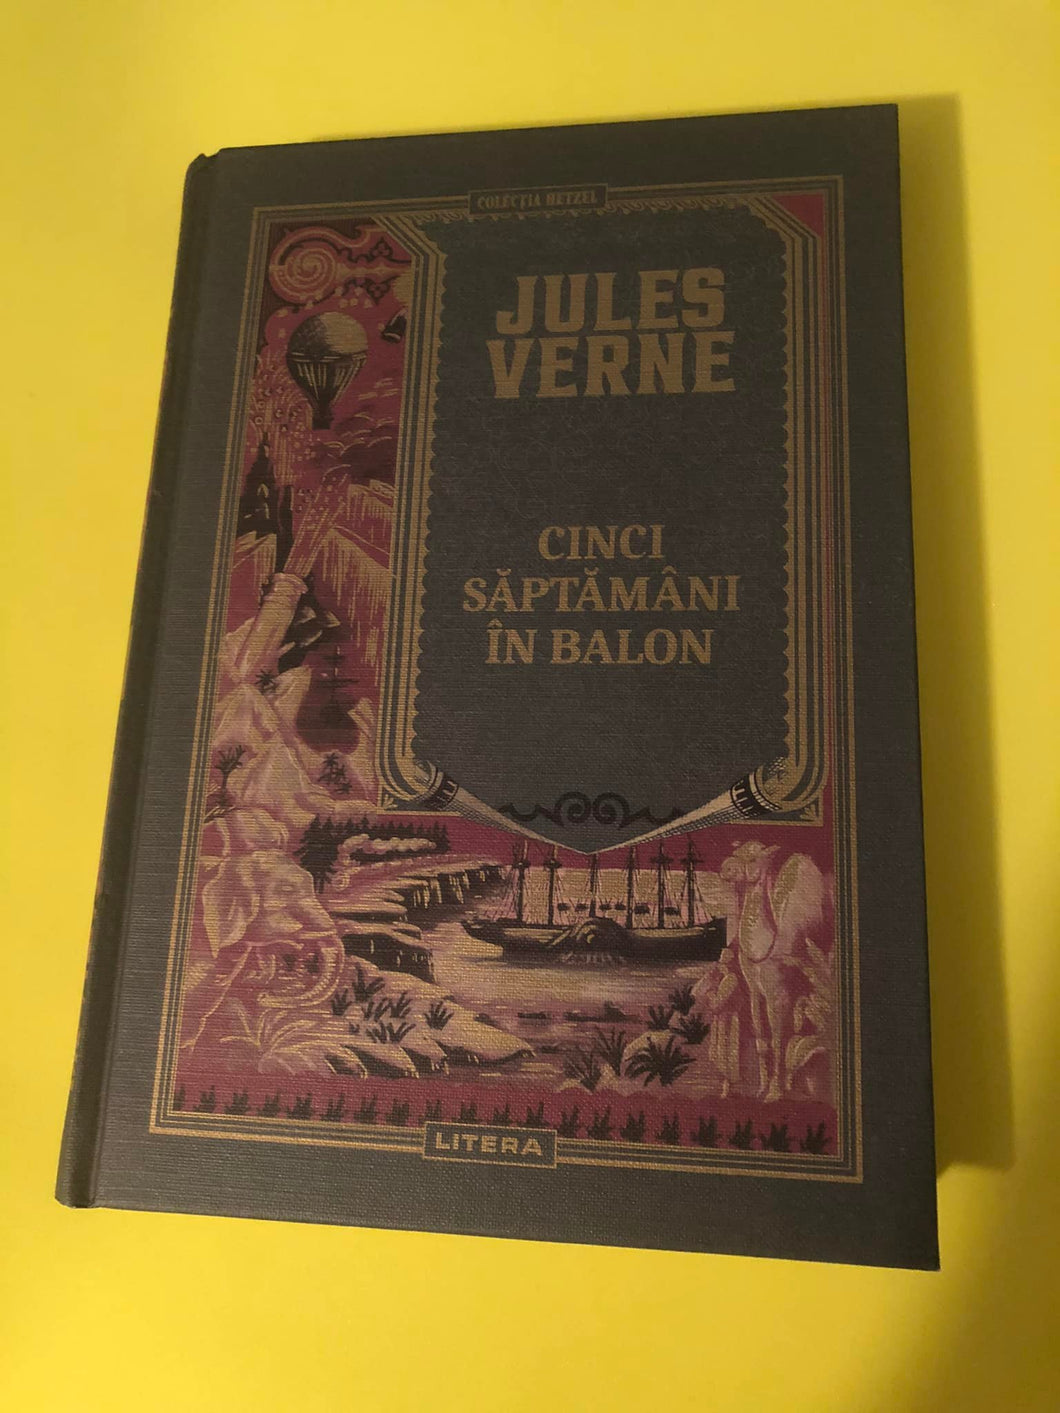 COLECȚIA HETZEL
JULES
VERNE
CINCI
SĂPTĂMÂNI
ÎN BALON
LITERA